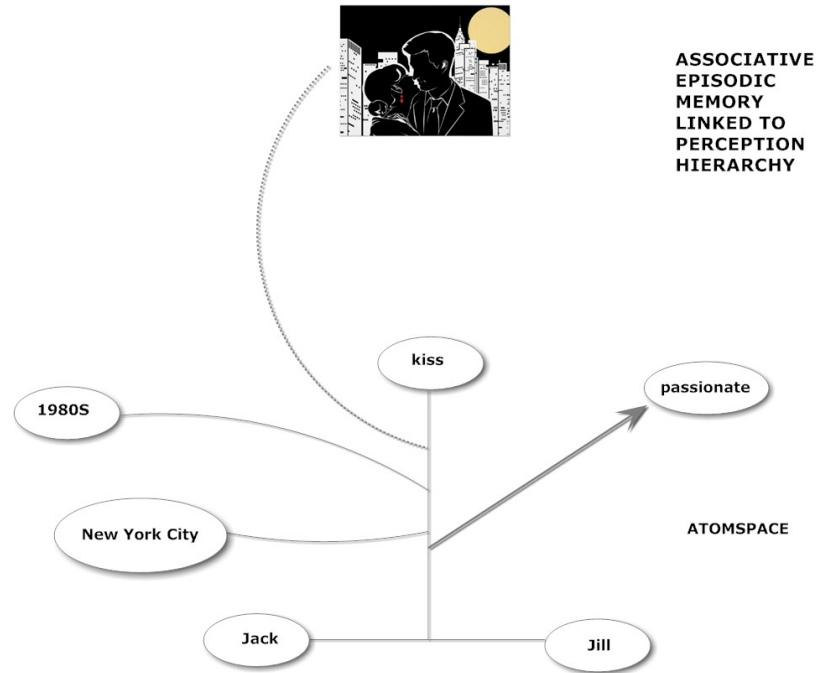 ASSOCIATIVE
EPISODIC
MEMORY
LINKED TO
PERCEPTION
HIERARCHY
kiss
passionate
1980S
New York City
ATOMSPACE
Jack
Jill